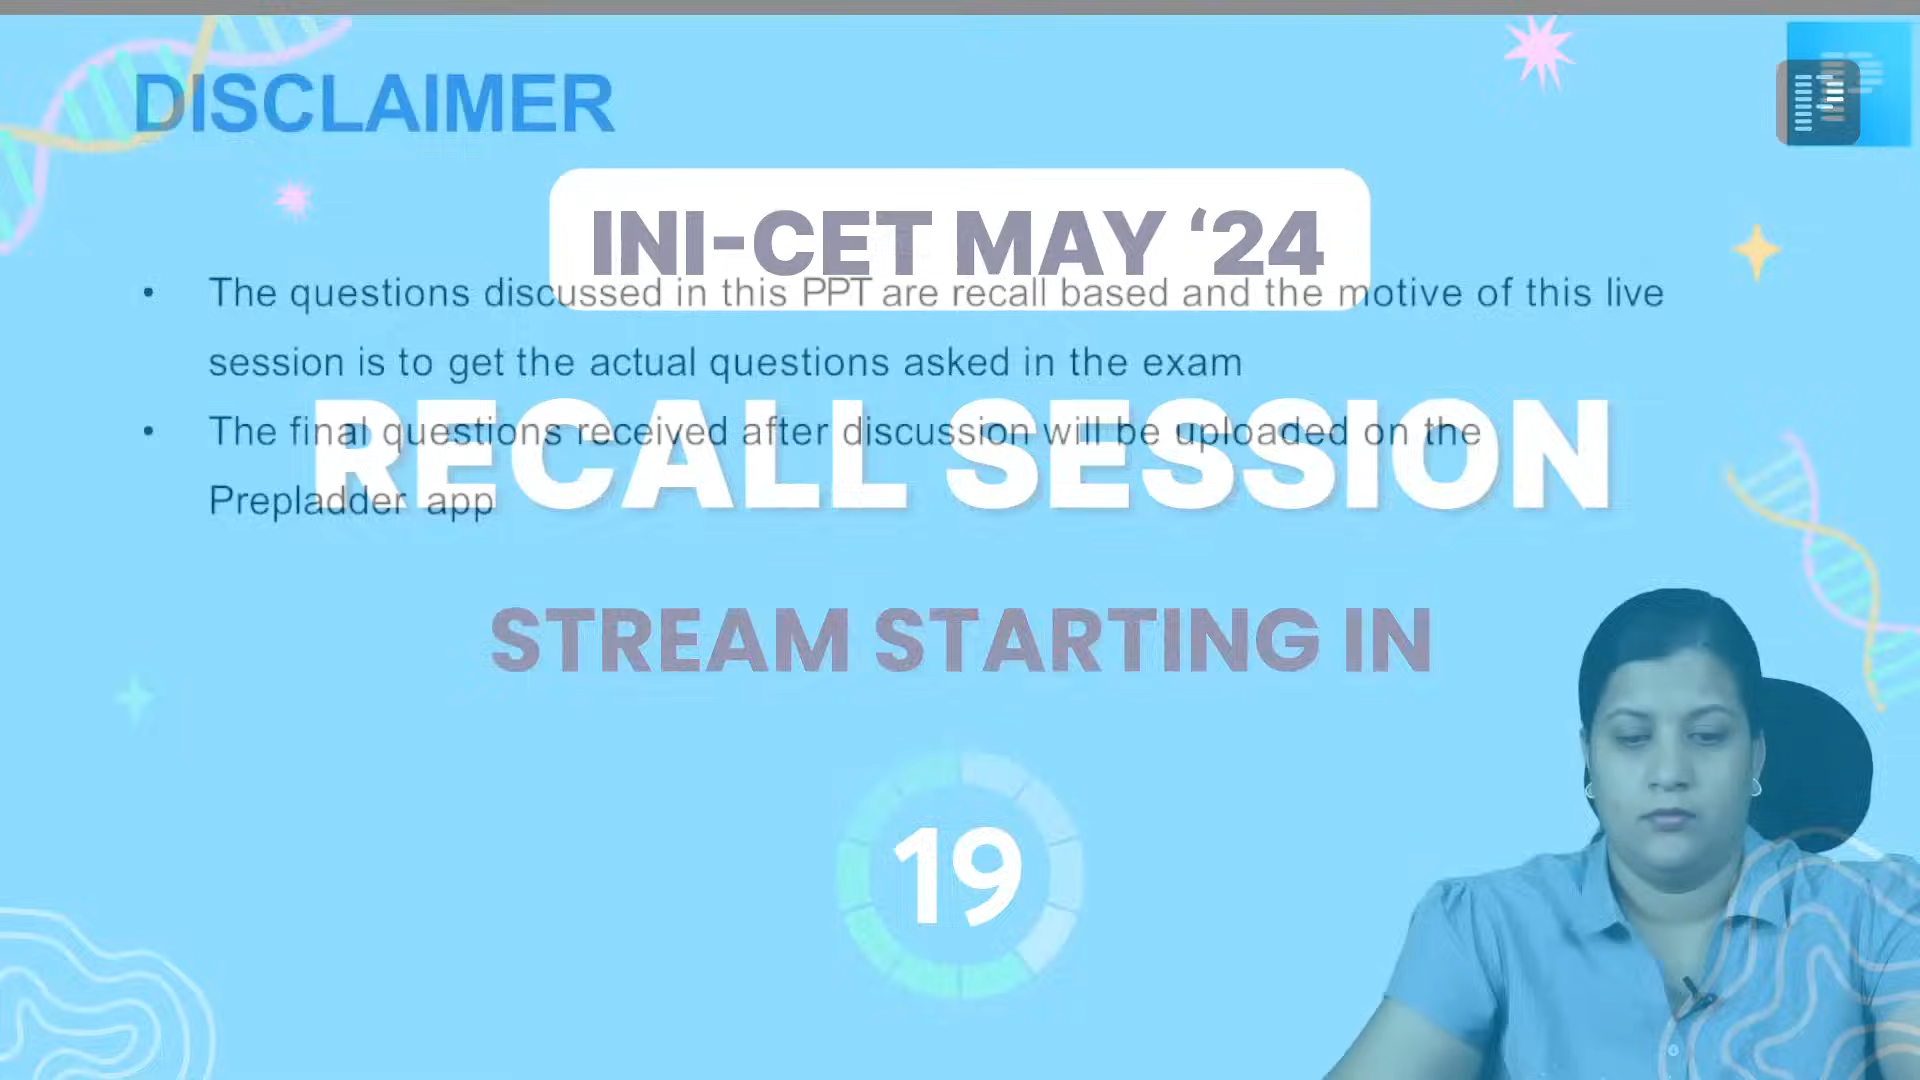 DISCLAIMER
INI-CET MAY ‘24
• The questions discussed in this PPT are recall based and the motive of this live
session is to get the actual questions asked in the exam
• The final questions received after discussion will be uploaded on the
Prepladder app
RECALL SESSION
STREAM STARTING IN
19